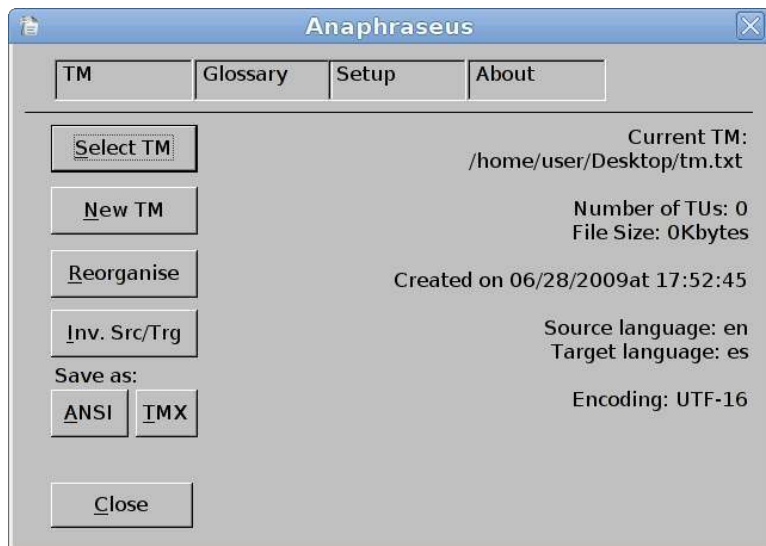 Anaphraseus
TM Glossary Setup About
Select TM
Current TM:
/home/user/Desktop/tm.txt
New TM
Number of TUs: 0
File Size: 0Kbytes
Reorganise
Created on 06/28/2009at 17:52:45
Inv. Src/Trg
Source language: en
Target language: es
Save as:
ANSI TMX
Encoding: UTF-16
Close